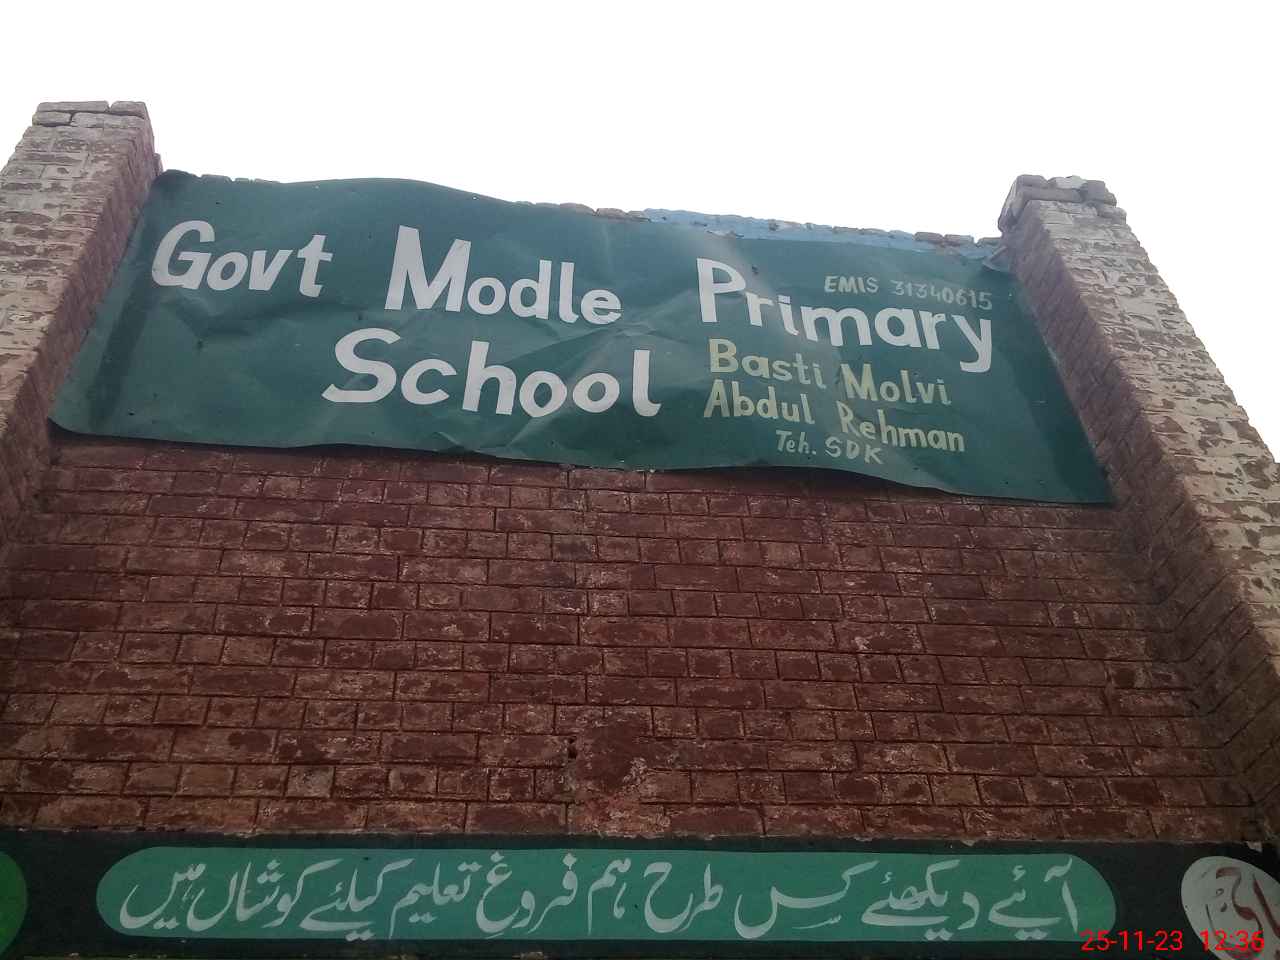 Govt Modle Primary
School
EMIS 31340615
Basti Molvi
Abdul Rehman
Teh. SDK
آیئے دیکھئے کس طرح ہم فروغ تعلیم کیلئے کوشاں ہیں
25-11-23 12:36